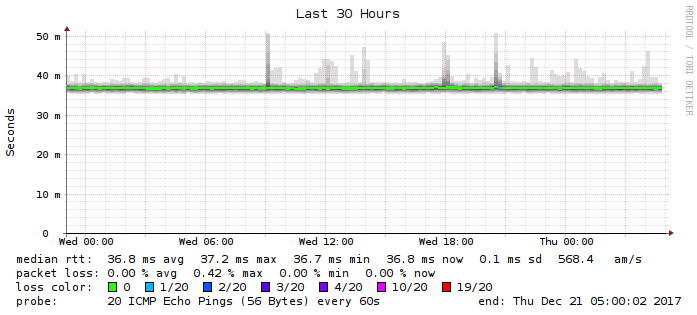 Last 30 Hours
RRDTOOL / TOBI OETIKER
Seconds
50 m
40 m
30 m
20 m
10 m
0
Wed 00:00 Wed 06:00 Wed 12:00 Wed 18:00 Thu 00:00
median rtt: 36.8 ms avg 37.2 ms max 36.7 ms min 36.8 ms now 0.1 ms sd 568.4 am/s
packet loss: 0.00 % avg 0.42 % max 0.00 % min 0.00 % now
loss color: 0 1/20 2/20 3/20 4/20 10/20 19/20
probe: 20 ICMP Echo Pings (56 Bytes) every 60s end: Thu Dec 21 05:00:02 2017